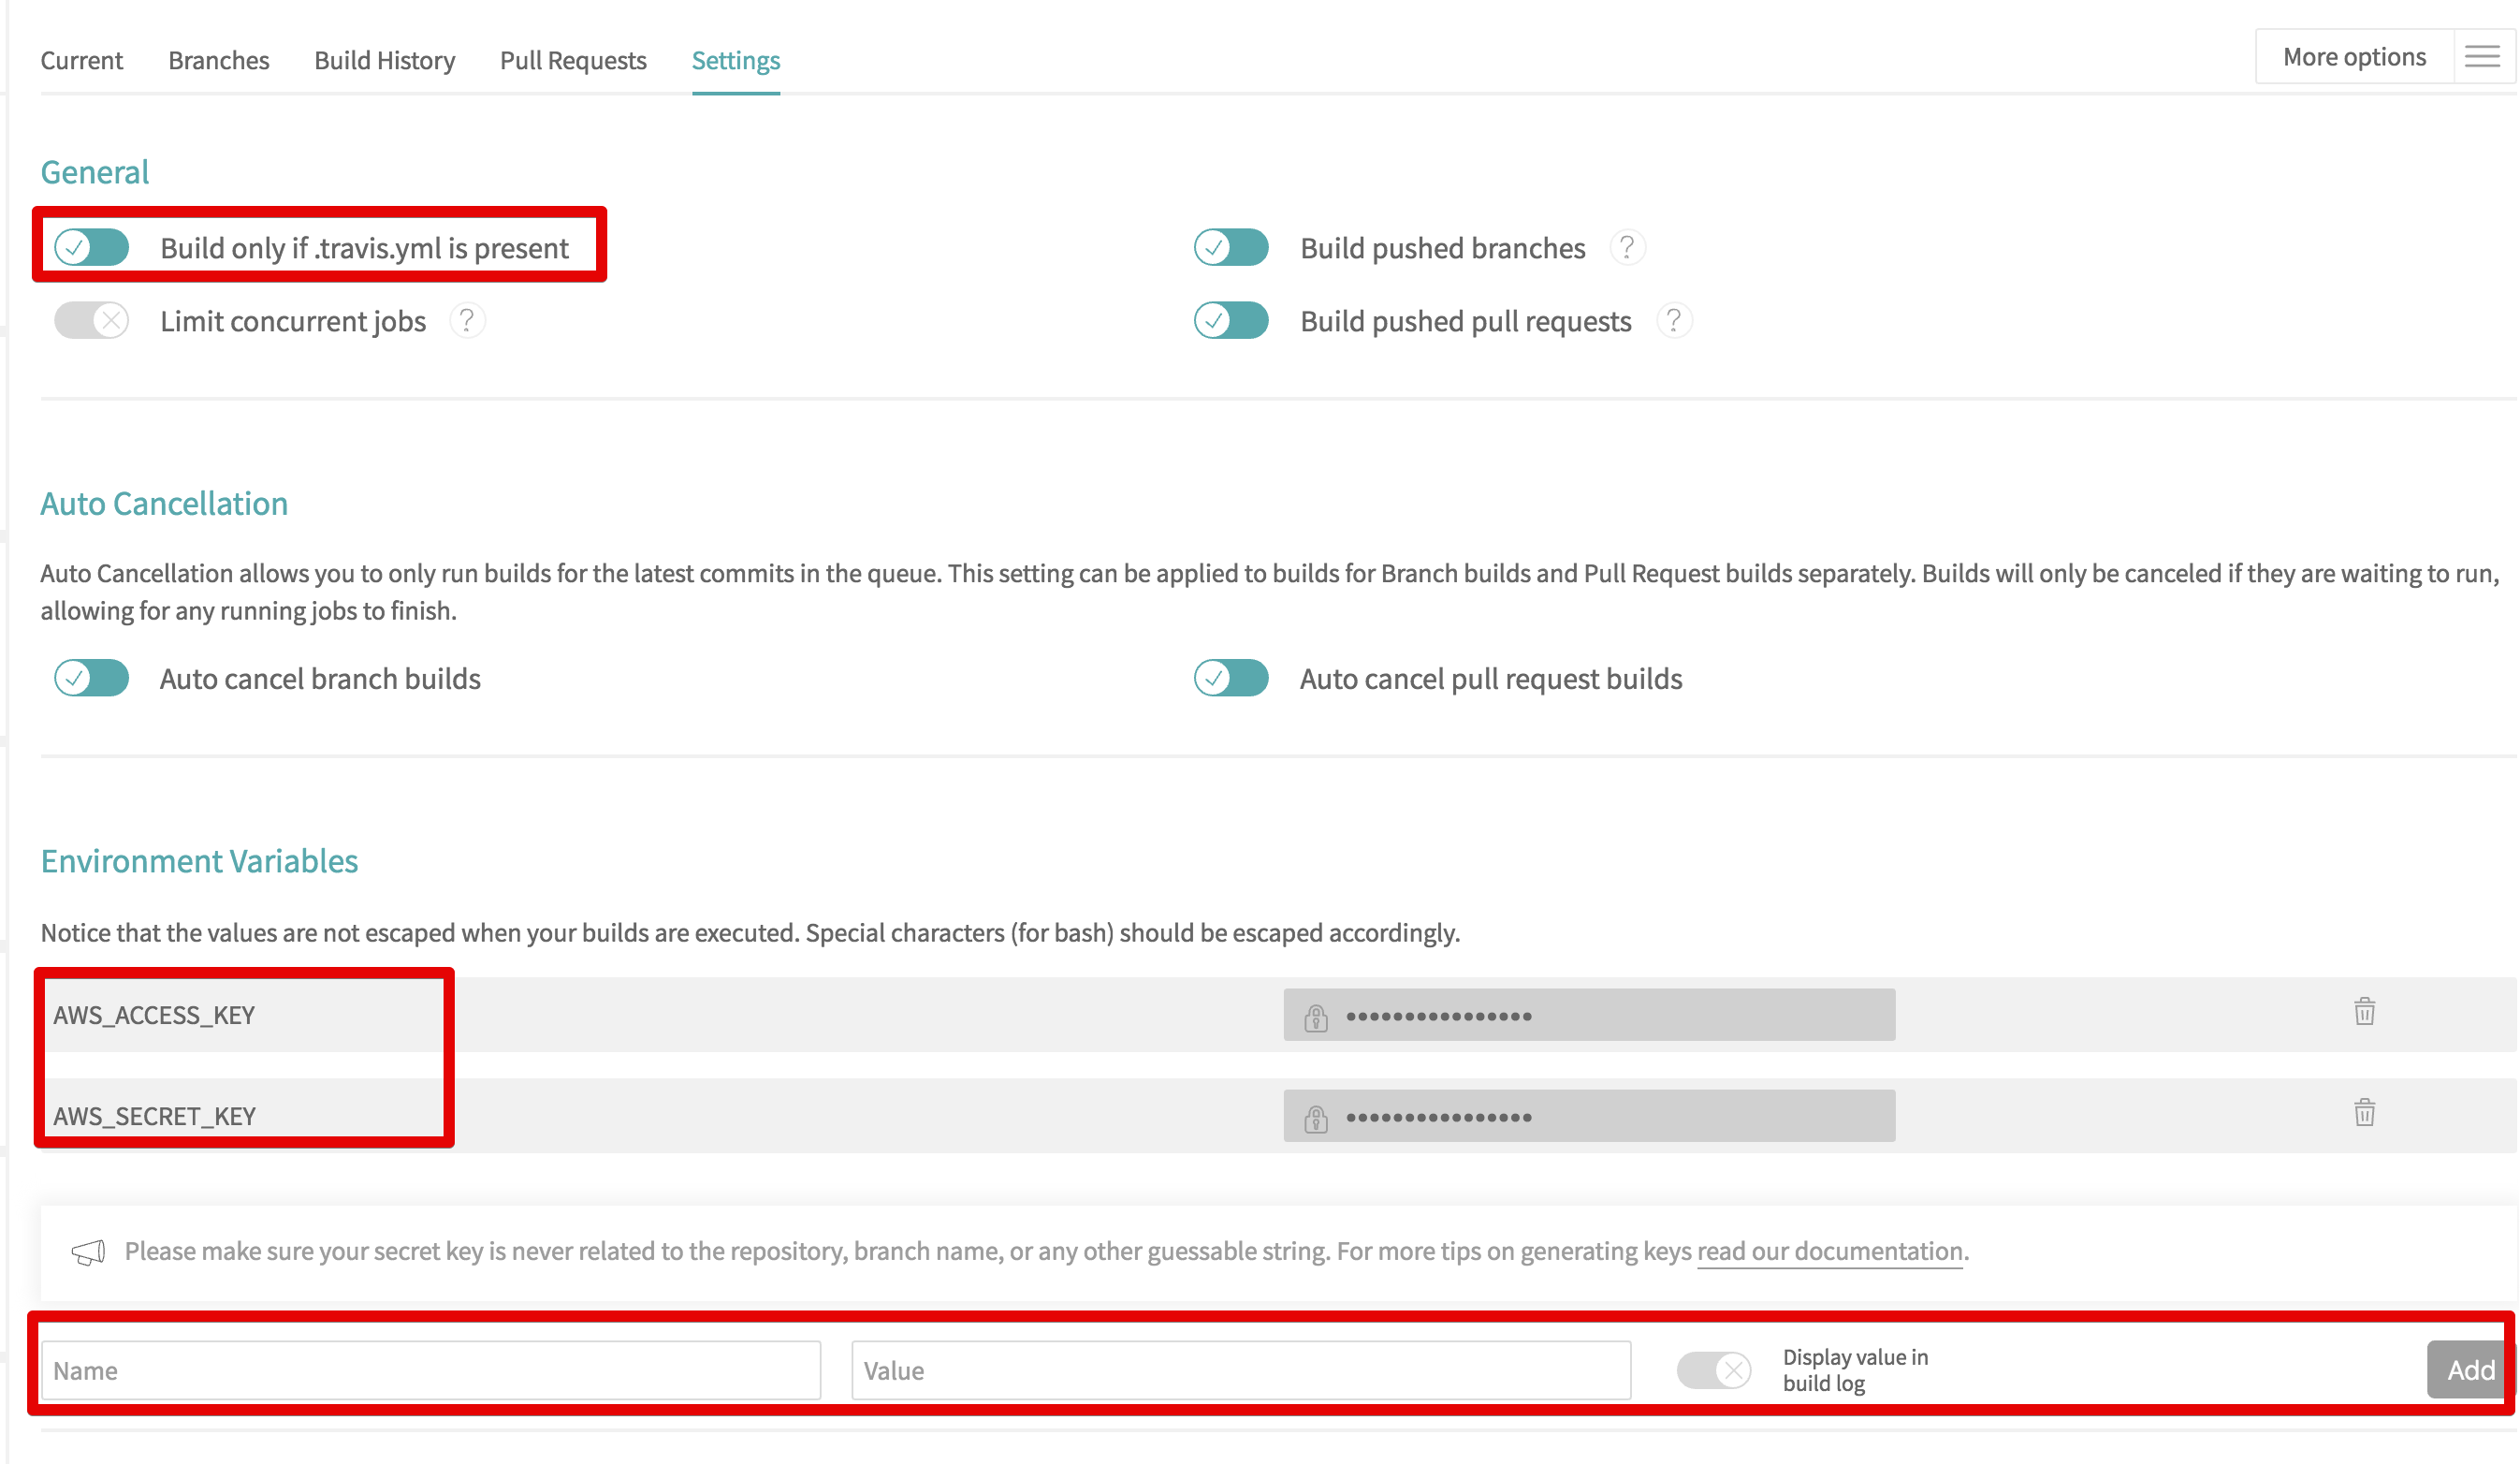 Current Branches Build History Pull Requests Settings More options
General
Build only if .travis.yml is present Build pushed branches ?
Limit concurrent jobs ? Build pushed pull requests ?
Auto Cancellation
Auto Cancellation allows you to only run builds for the latest commits in the queue. This setting can be applied to builds for Branch builds and Pull Request builds separately. Builds will only be canceled if they are waiting to run,
allowing for any running jobs to finish.
Auto cancel branch builds Auto cancel pull request builds
Environment Variables
Notice that the values are not escaped when your builds are executed. Special characters (for bash) should be escaped accordingly.
AWS_ACCESS_KEY ••••••••••••••••
AWS_SECRET_KEY ••••••••••••••••
Please make sure your secret key is never related to the repository, branch name, or any other guessable string. For more tips on generating keys read our documentation.
Name Value Display value in
build log
Add